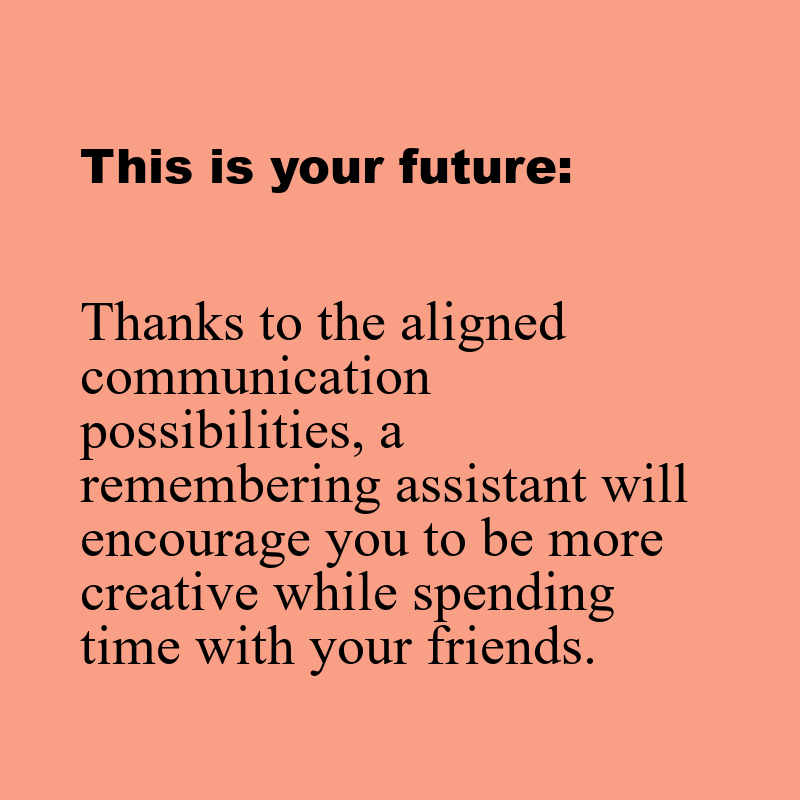 This is your future:
Thanks to the aligned
communication
possibilities, a
remembering assistant will
encourage you to be more
creative while spending
time with your friends.